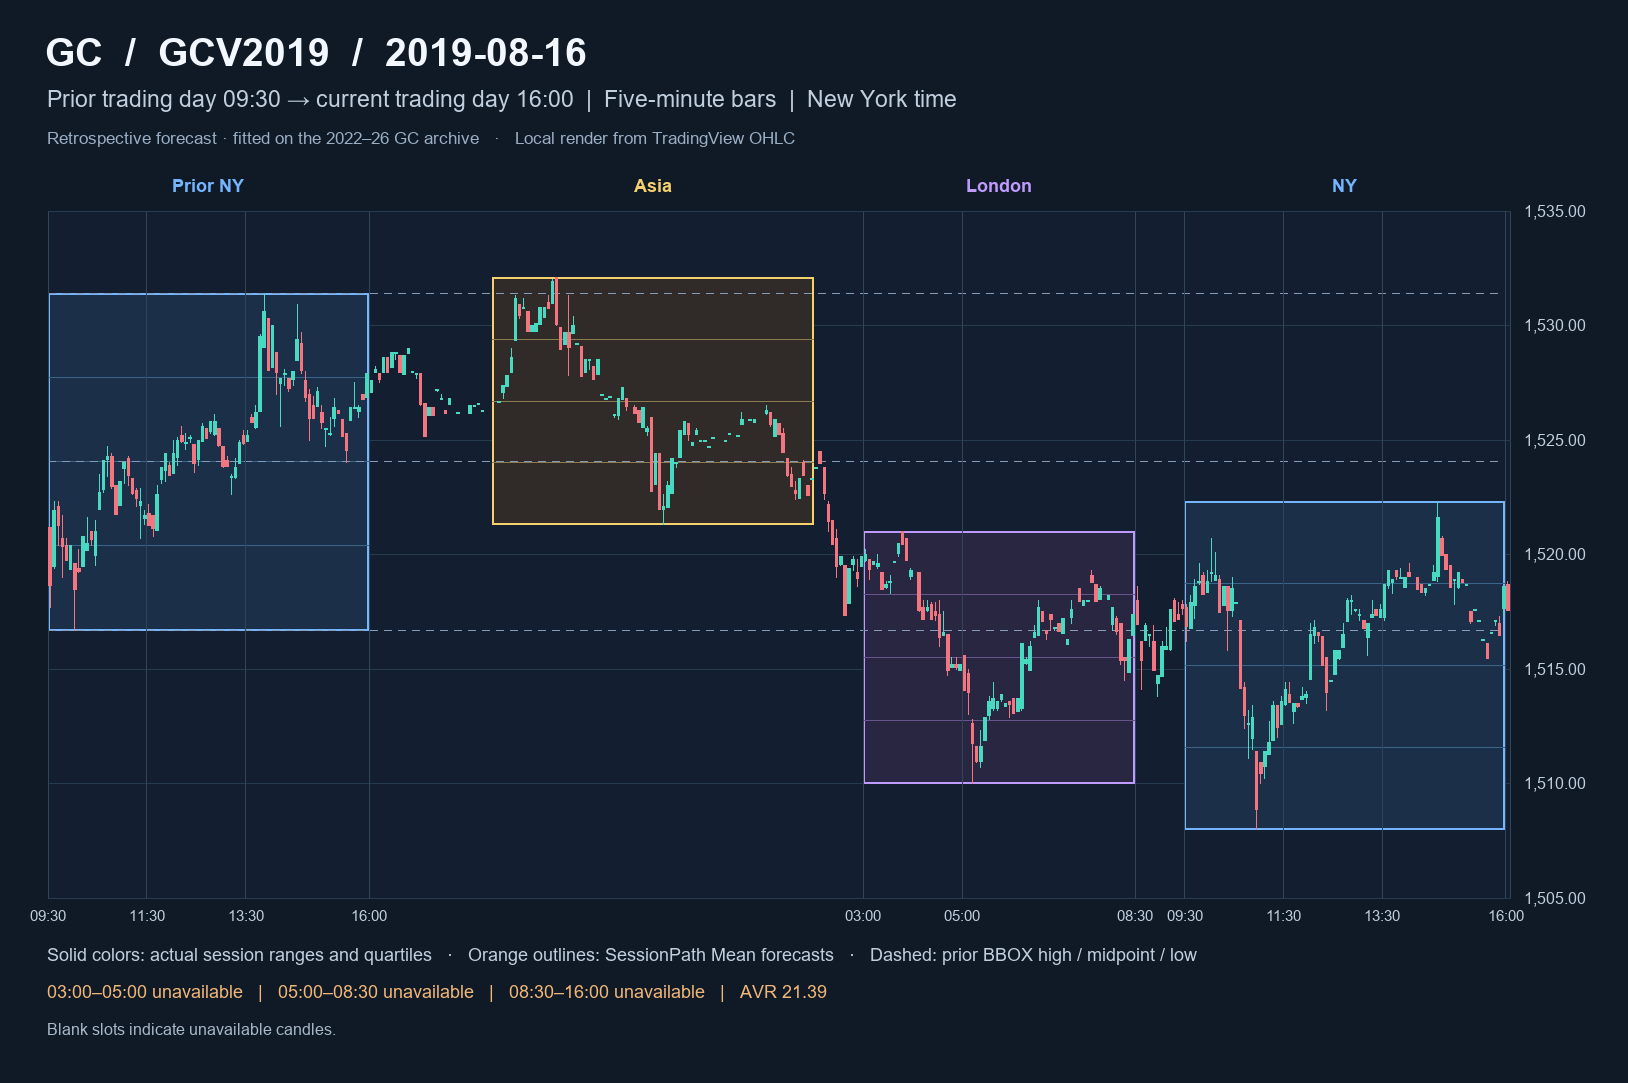 GC / GCV2019 / 2019-08-16
Prior trading day 09:30 → current trading day 16:00 | Five-minute bars | New York time
Retrospective forecast · fitted on the 2022–26 GC archive · Local render from TradingView OHLC
Prior NY Asia London NY
1,535.00
1,530.00
1,525.00
1,520.00
1,515.00
1,510.00
1,505.00
09:30 11:30 13:30 16:00 03:00 05:00 08:30 09:30 11:30 13:30 16:00
Solid colors: actual session ranges and quartiles · Orange outlines: SessionPath Mean forecasts · Dashed: prior BBOX high / midpoint / low
03:00–05:00 unavailable | 05:00–08:30 unavailable | 08:30–16:00 unavailable | AVR 21.39
Blank slots indicate unavailable candles.